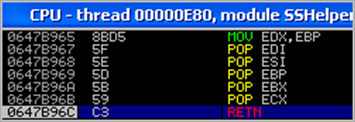 CPU - thread 00000E80, module SSHelper
0647B965 8BD5 MOV EDX,EBP
0647B967 5F POP EDI
0647B968 5E POP ESI
0647B969 5D POP EBP
0647B96A 5B POP EBX
0647B96B 59 POP ECX
0647B96C C3 RETN